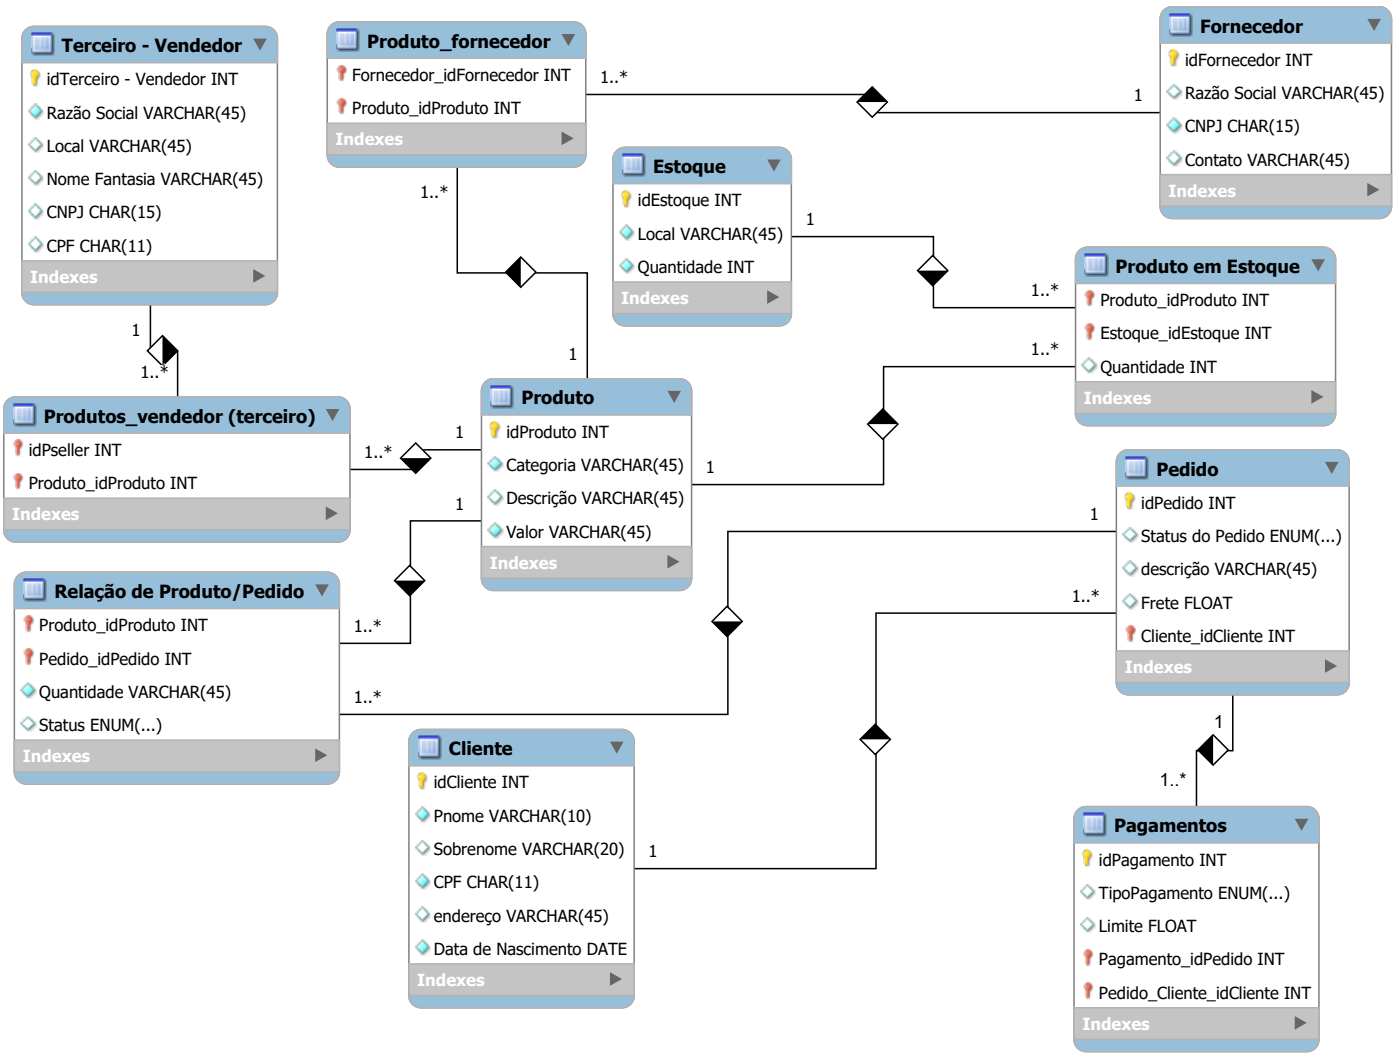 Terceiro - Vendedor
idTerceiro - Vendedor INT
Razão Social VARCHAR(45)
Local VARCHAR(45)
Nome Fantasia VARCHAR(45)
CNPJ CHAR(15)
CPF CHAR(11)
Indexes
Produto_fornecedor
Fornecedor_idFornecedor INT
Produto_idProduto INT
Indexes
1..*
1
Fornecedor
idFornecedor INT
Razão Social VARCHAR(45)
CNPJ CHAR(15)
Contato VARCHAR(45)
Indexes
1..*
1
Estoque
idEstoque INT
Local VARCHAR(45)
Quantidade INT
Indexes
1
1..*
Produto em Estoque
Produto_idProduto INT
Estoque_idEstoque INT
Quantidade INT
Indexes
1..*
1
1
1..*
Produtos_vendedor (terceiro)
idPseller INT
Produto_idProduto INT
Indexes
1..*
1
Produto
idProduto INT
Categoria VARCHAR(45)
Descrição VARCHAR(45)
Valor VARCHAR(45)
Indexes
1
1..*
Relação de Produto/Pedido
Produto_idProduto INT
Pedido_idPedido INT
Quantidade VARCHAR(45)
Status ENUM(...)
Indexes
1..*
1
Pedido
idPedido INT
Status do Pedido ENUM(...)
descrição VARCHAR(45)
Frete FLOAT
Cliente_idCliente INT
Indexes
1..*
1
Cliente
idCliente INT
Pnome VARCHAR(10)
Sobrenome VARCHAR(20)
CPF CHAR(11)
endereço VARCHAR(45)
Data de Nascimento DATE
Indexes
1
1..*
Pagamentos
idPagamento INT
TipoPagamento ENUM(...)
Limite FLOAT
Pagamento_idPedido INT
Pedido_Cliente_idCliente INT
Indexes